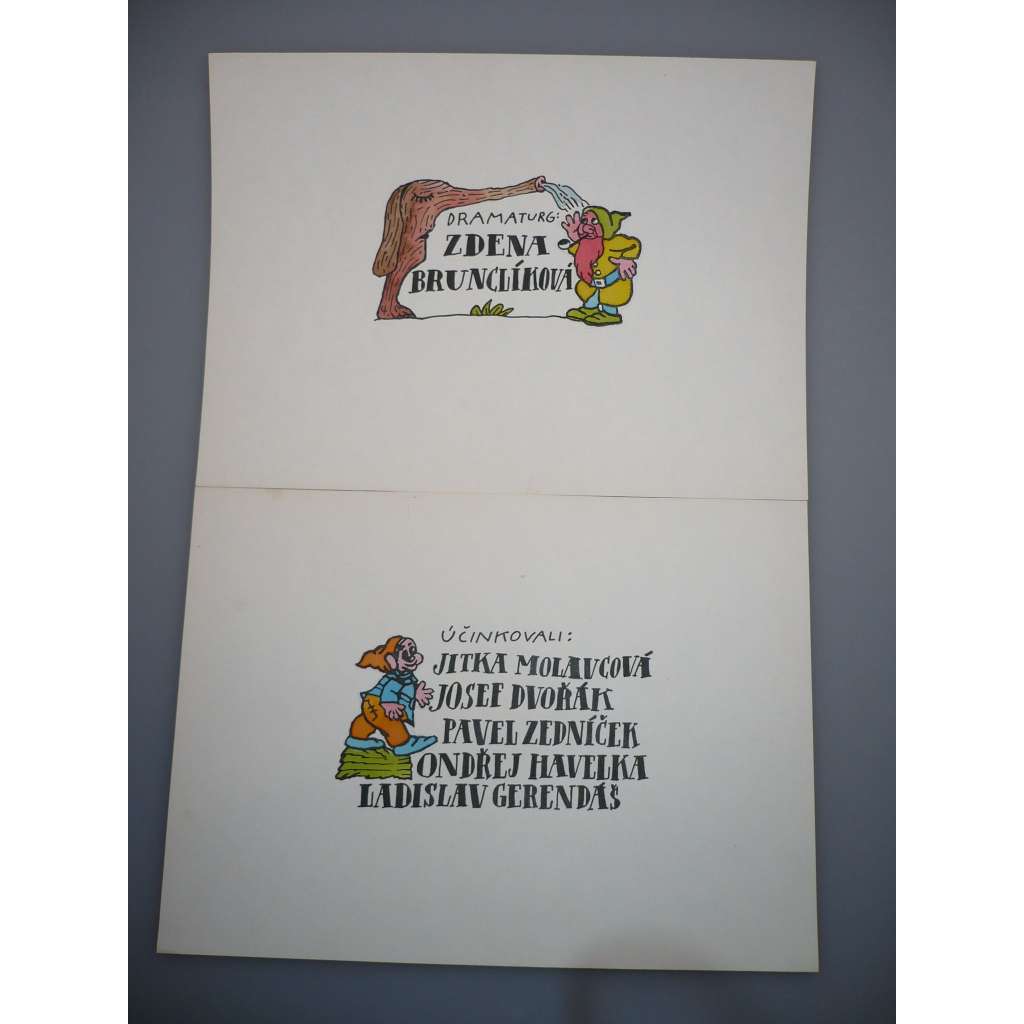 DRAMATURG:
ZDENA
BRUNCLÍKOVÁ
ÚČINKOVALI:
JITKA MOLAVCOVÁ
JOSEF DVOŘÁK
PAVEL ZEDNÍČEK
ONDŘEJ HAVELKA
LADISLAV GERENDÁŠ